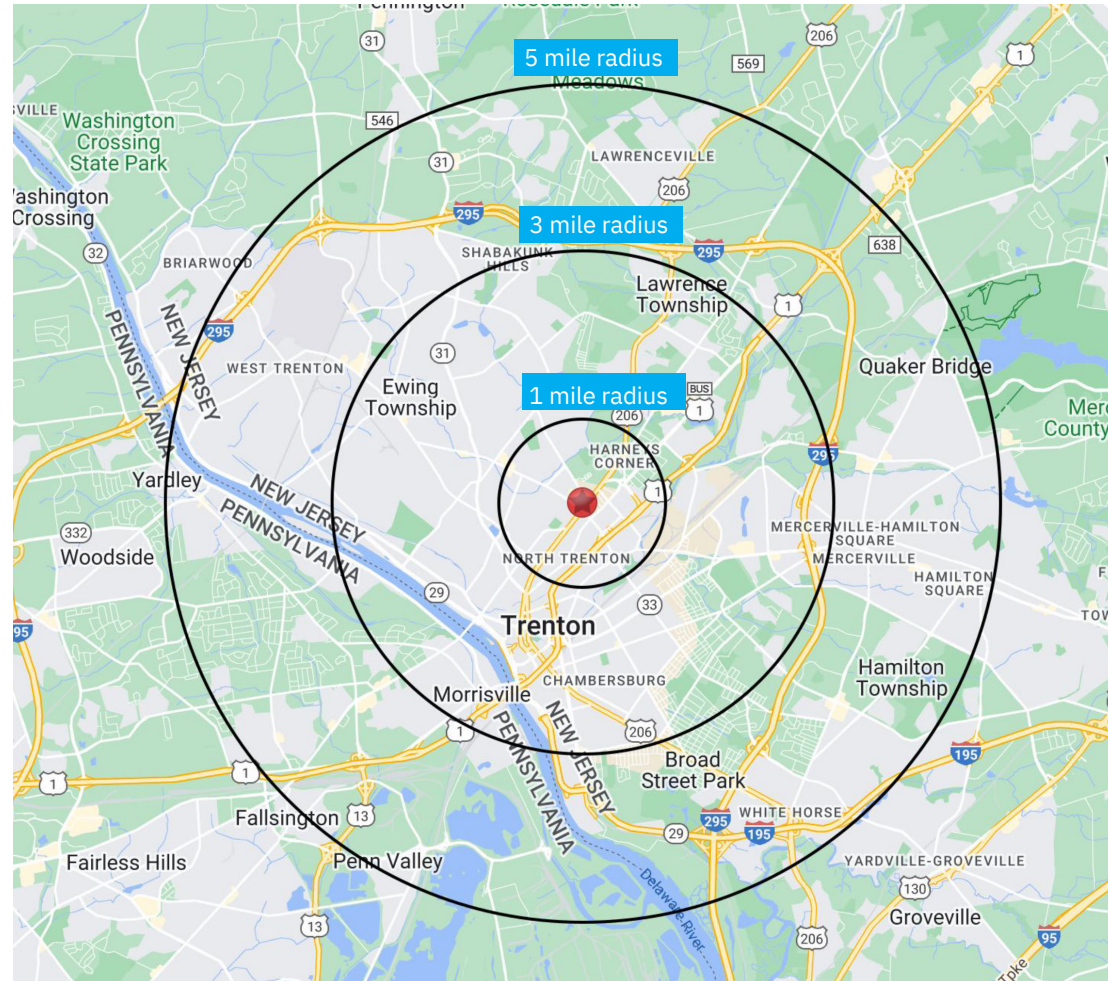 Pennington
Rosedale Park
31
206
1
5 mile radius
569
Meadows
SVILLE
Washington
Crossing
State Park
546
31
LAWRENCEVILLE
206
Washington
Crossing
295
3 mile radius
638
32
BRIARWOOD
SHABAKUNK
HILLS
295
Lawrence
Township
1
NEW JERSEY
PENNSYLVANIA
295
31
WEST TRENTON
Quaker Bridge
Ewing
Township
1 mile radius
BUS
1
206
Merc
County
HARNEYS
CORNER
295
Yardley
NEW JERSEY
PENNSYLVANIA
1
332
Woodside
MERCERVILLE-HAMILTON
SQUARE
NORTH TRENTON
MERCERVILLE
HAMILTON
SQUARE
29
33
TOW
95
Trenton
Hamilton
Township
CHAMBERSBURG
Morrisville
1
NEW JERSEY
PENNSYLVANIA
206
195
Broad
Street Park
1
1
Fallsington
13
295
WHITE HORSE
29
195
Fairless Hills
Penn Valley
YARDVILLE-GROVEVILLE
Delaware River
130
Groveville
13
206
95
Tpke